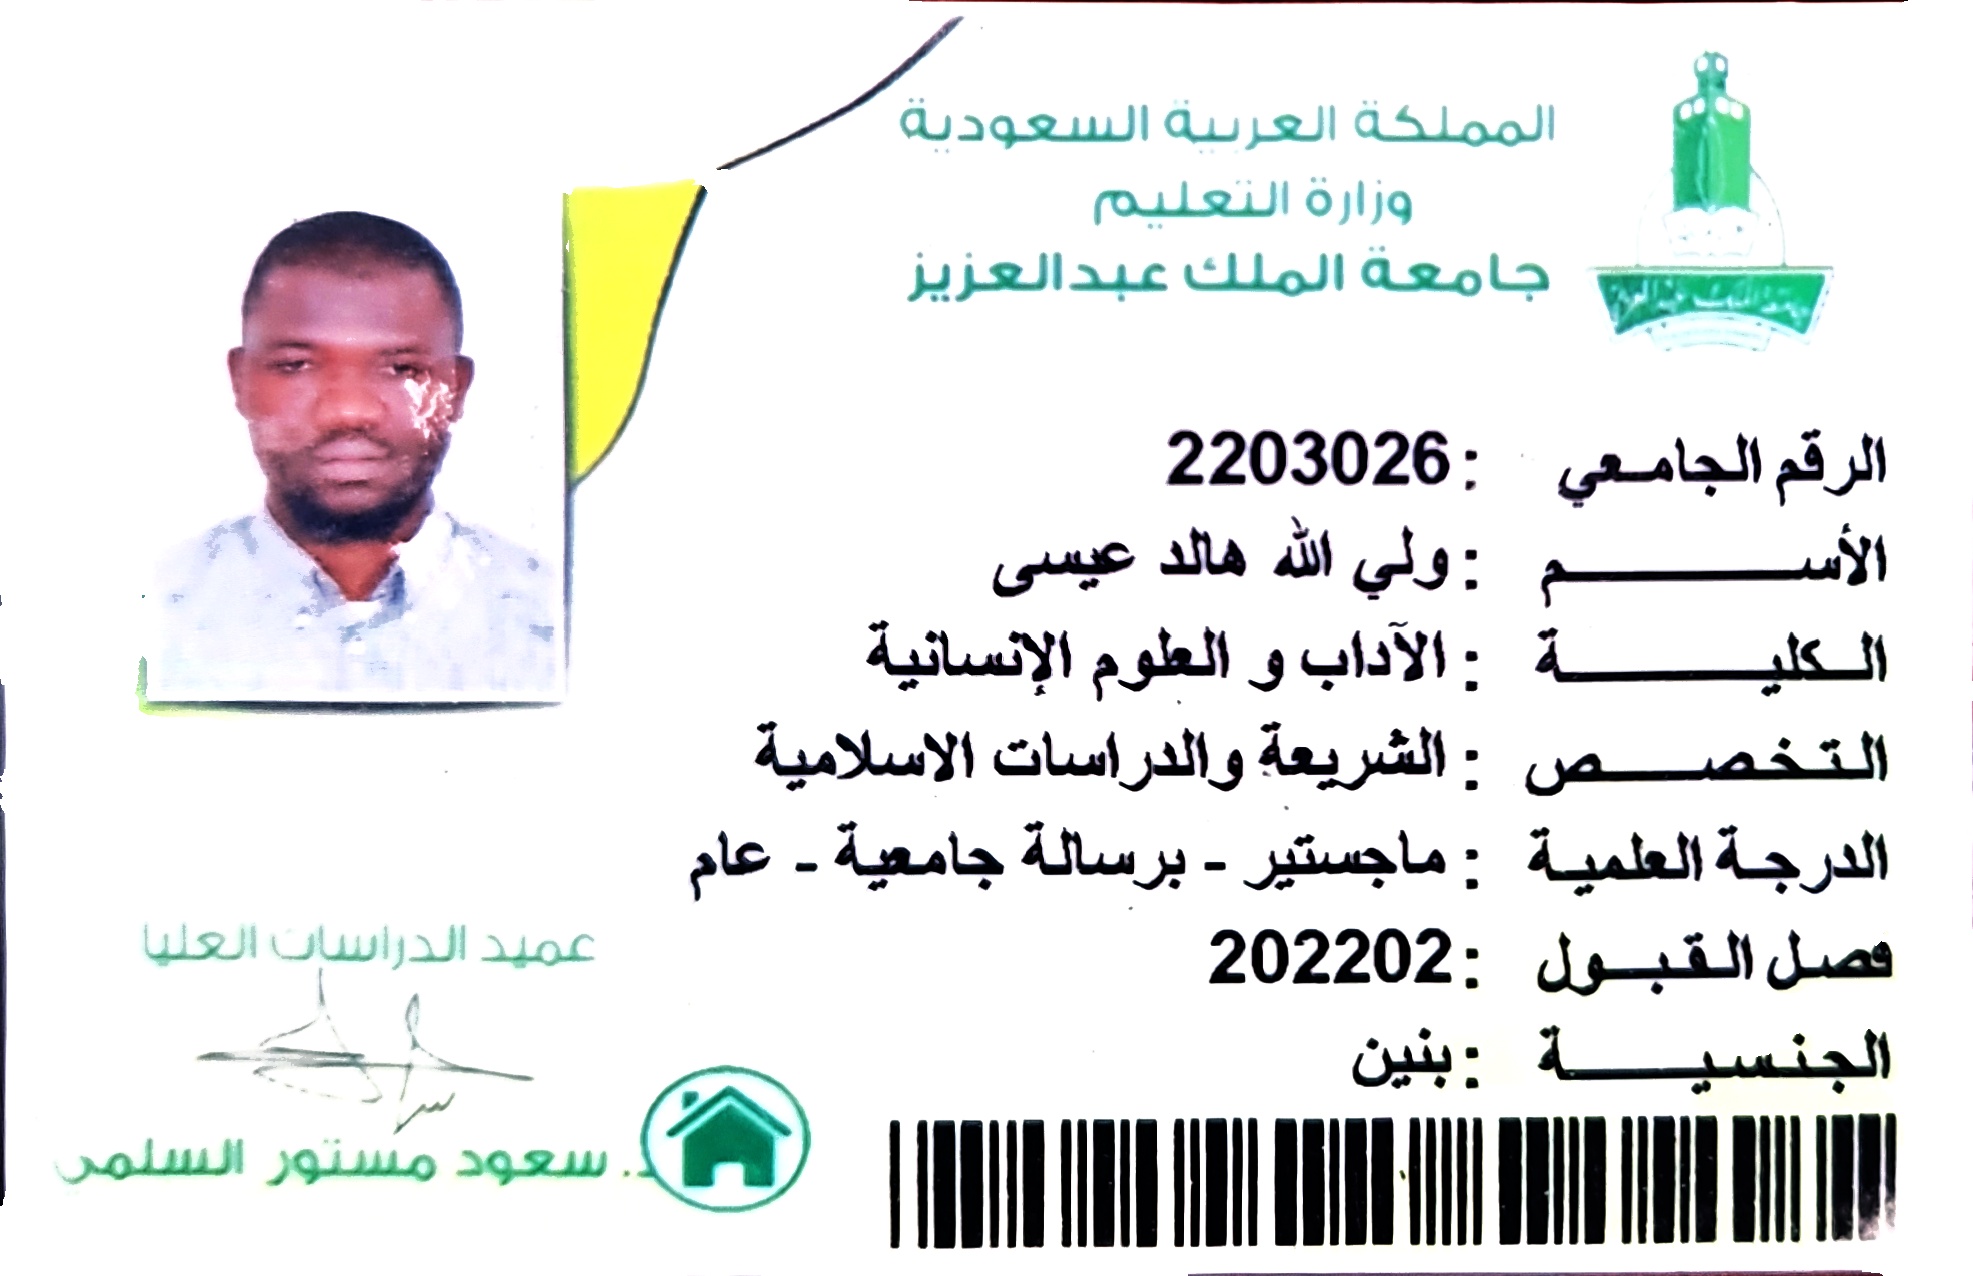 المملكة العربية السعودية
وزارة التعليم
جامعة الملك عبدالعزيز
الرقم الجامعي : 2203026
الأسم : ولي الله هالد عيسى
الكلية : الآداب و العلوم الإنسانية
التخصص : الشريعة والدراسات الاسلامية
الدرجة العلمية : ماجستير - برسالة جامعية - عام
فصل القبول : 202202
الجنسية : بنين
عميد الدراسات العليا
د. سعود مستور السلمي